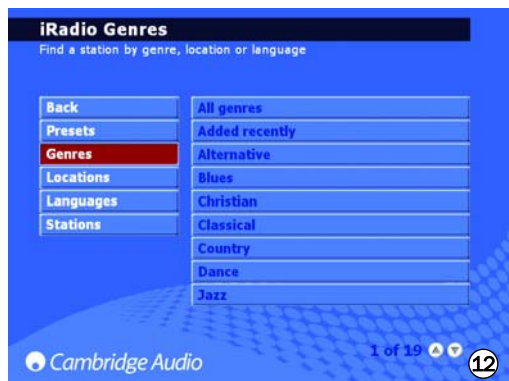 iRadio Genres
Find a station by genre, location or language
Back
Presets
Genres
Locations
Languages
Stations
All genres
Added recently
Alternative
Blues
Christian
Classical
Country
Dance
Jazz
1 of 19
Cambridge Audio
12